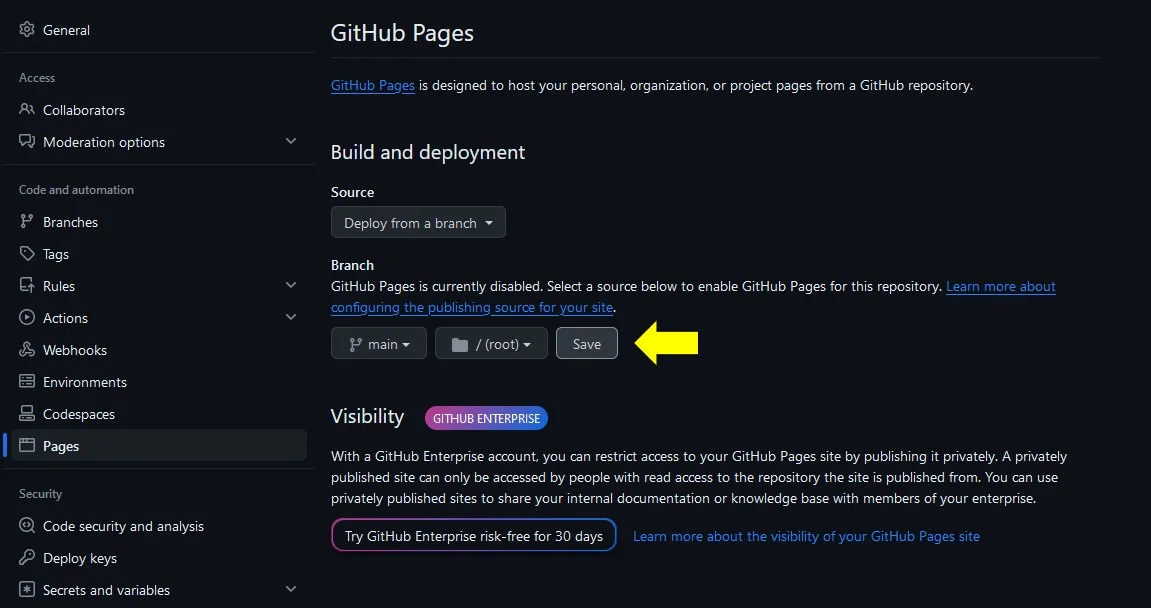 General
Access
Collaborators
Moderation options
Code and automation
Branches
Tags
Rules
Actions
Webhooks
Environments
Codespaces
Pages
Security
Code security and analysis
Deploy keys
Secrets and variables
GitHub Pages
GitHub Pages is designed to host your personal, organization, or project pages from a GitHub repository.
Build and deployment
Source
Deploy from a branch
Branch
GitHub Pages is currently disabled. Select a source below to enable GitHub Pages for this repository. Learn more about
configuring the publishing source for your site.
main / (root) Save
Visibility GITHUB ENTERPRISE
With a GitHub Enterprise account, you can restrict access to your GitHub Pages site by publishing it privately. A privately
published site can only be accessed by people with read access to the repository the site is published from. You can use
privately published sites to share your internal documentation or knowledge base with members of your enterprise.
Try GitHub Enterprise risk-free for 30 days Learn more about the visibility of your GitHub Pages site